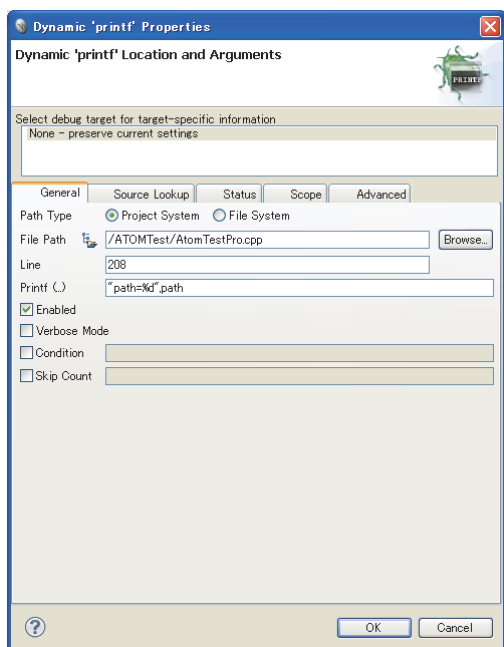 Dynamic 'printf' Properties
Dynamic 'printf' Location and Arguments
PRINTF
Select debug target for target-specific information
None - preserve current settings
General Source Lookup Status Scope Advanced
Path Type Project System File System
File Path /ATOMTest/AtomTestPro.cpp Browse...
Line 208
Printf (..) "path=%d",path
Enabled
Verbose Mode
Condition
Skip Count
? OK Cancel